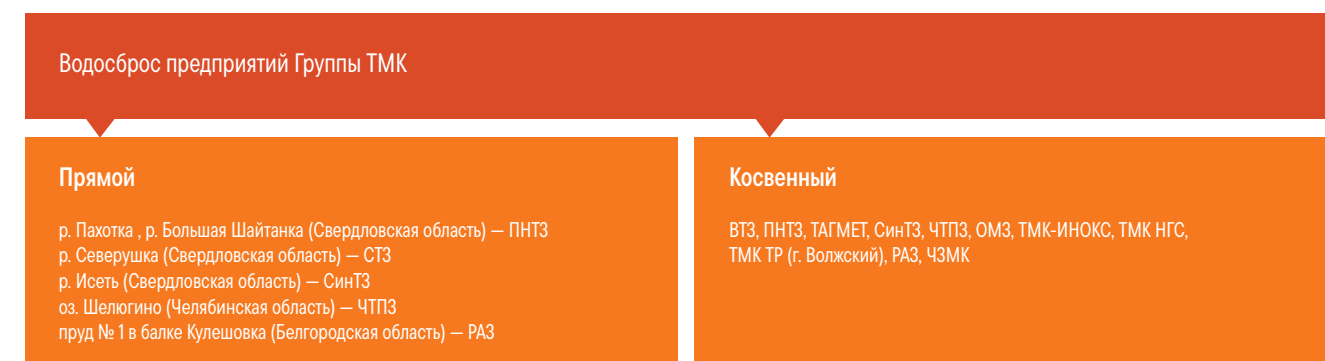 Водосброс предприятий Группы ТМК
Прямой
р. Пахотка , р. Большая Шайтанка (Свердловская область) — ПНТЗ
р. Северушка (Свердловская область) — СТЗ
р. Исеть (Свердловская область) — СинТЗ
оз. Шелюгино (Челябинская область) — ЧТПЗ
пруд № 1 в балке Кулешовка (Белгородская область) — РАЗ
Косвенный
ВТЗ, ПНТЗ, ТАГМЕТ, СинТЗ, ЧТПЗ, ОМЗ, ТМК-ИНОКС, ТМК НГС,
ТМК ТР (г. Волжский), РАЗ, ЧЗМК